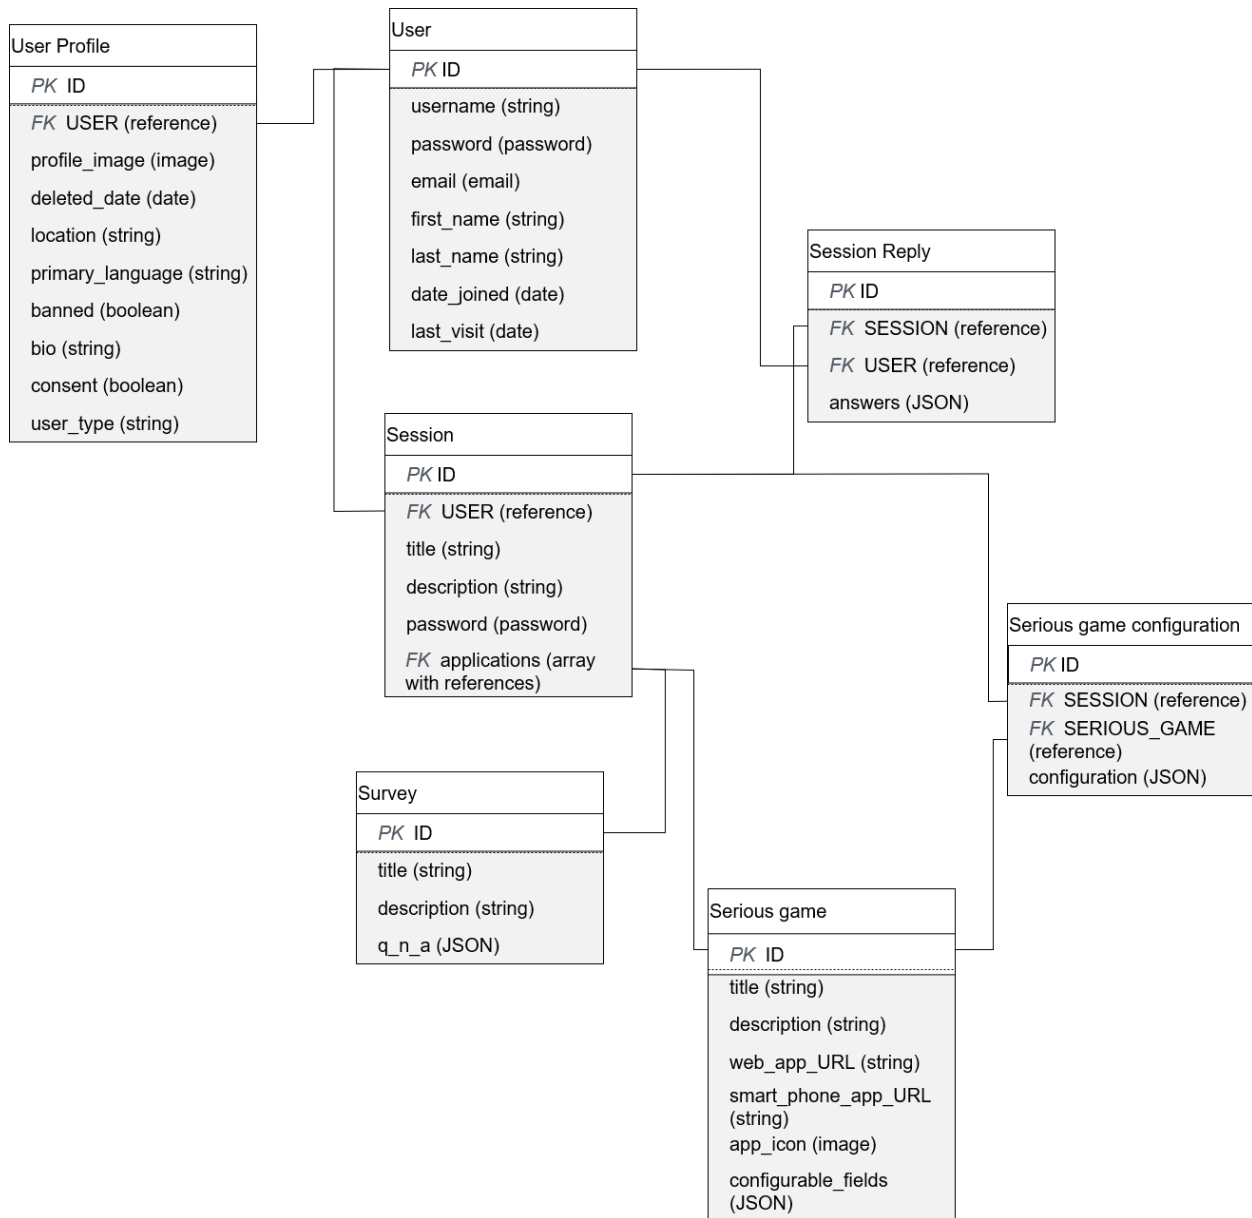 User Profile
PK ID
FK USER (reference)
profile_image (image)
deleted_date (date)
location (string)
primary_language (string)
banned (boolean)
bio (string)
consent (boolean)
user_type (string)
User
PK ID
username (string)
password (password)
email (email)
first_name (string)
last_name (string)
date_joined (date)
last_visit (date)
Session Reply
PK ID
FK SESSION (reference)
FK USER (reference)
answers (JSON)
Session
PK ID
FK USER (reference)
title (string)
description (string)
password (password)
FK applications (array
with references)
Serious game configuration
PK ID
FK SESSION (reference)
FK SERIOUS_GAME
(reference)
configuration (JSON)
Survey
PK ID
title (string)
description (string)
q_n_a (JSON)
Serious game
PK ID
title (string)
description (string)
web_app_URL (string)
smart_phone_app_URL
(string)
app_icon (image)
configurable_fields
(JSON)